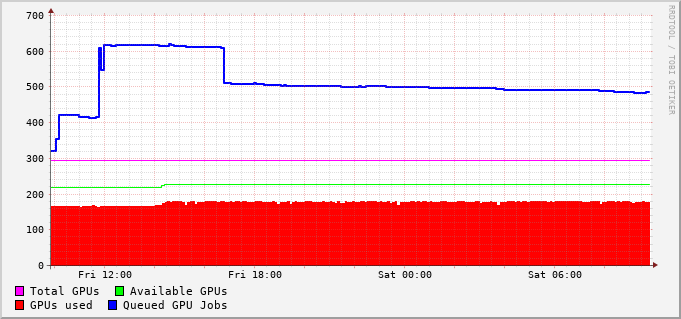 700
600
500
400
300
200
100
0
Fri 12:00 Fri 18:00 Sat 00:00 Sat 06:00
Total GPUs Available GPUs
GPUs used Queued GPU Jobs
RRDTOOL / TOBI OETIKER